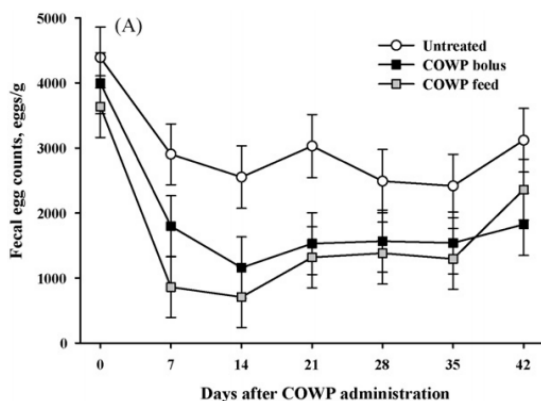 (A)
5000
4000
3000
2000
1000
0
Fecal egg counts, eggs/g
Untreated
COWP bolus
COWP feed
0 7 14 21 28 35 42
Days after COWP administration